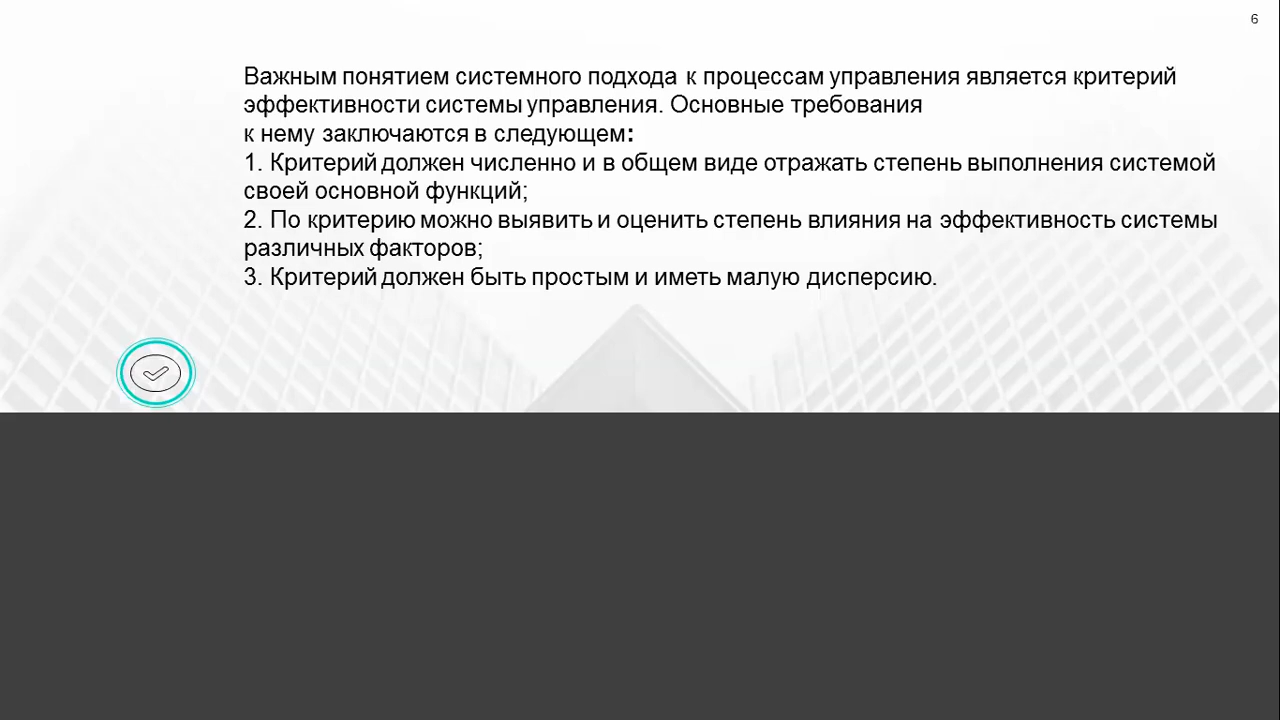 6
Важным понятием системного подхода к процессам управления является критерий
эффективности системы управления. Основные требования
к нему заключаются в следующем:
1. Критерий должен численно и в общем виде отражать степень выполнения системой
своей основной функций;
2. По критерию можно выявить и оценить степень влияния на эффективность системы
различных факторов;
3. Критерий должен быть простым и иметь малую дисперсию.